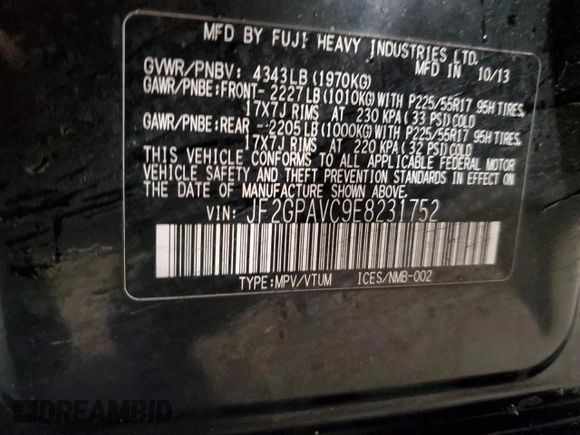 MFD BY FUJI HEAVY INDUSTRIES LTD.
GVWR/PNBV: 4343LB(1970KG) MFD IN 10/13
GAWR/PNBE:FRONT- 2227LB(1010KG)WITH P225/55R17 95H TIRES,
17X7J RIMS AT 230 KPA(33 PSI)COLD
GAWR/PNBE:REAR --2205LB(1000KG)WITH P225/55R17 95H TIRES,
17X7J RIMS AT 220 KPA(32 PSI)COLD
THIS VEHICLE CONFORMS TO ALL APPLICABLE FEDERAL MOTOR
VEHICLE SAFETY AND THEFT PREVENTION STANDARDS IN EFFECT ON
THE DATE OF MANUFACTURE SHOWN ABOVE.
VIN: JF2GPAVC9E8231752
TYPE:MPV/VTUM ICES/NMB-002
DREAMBID